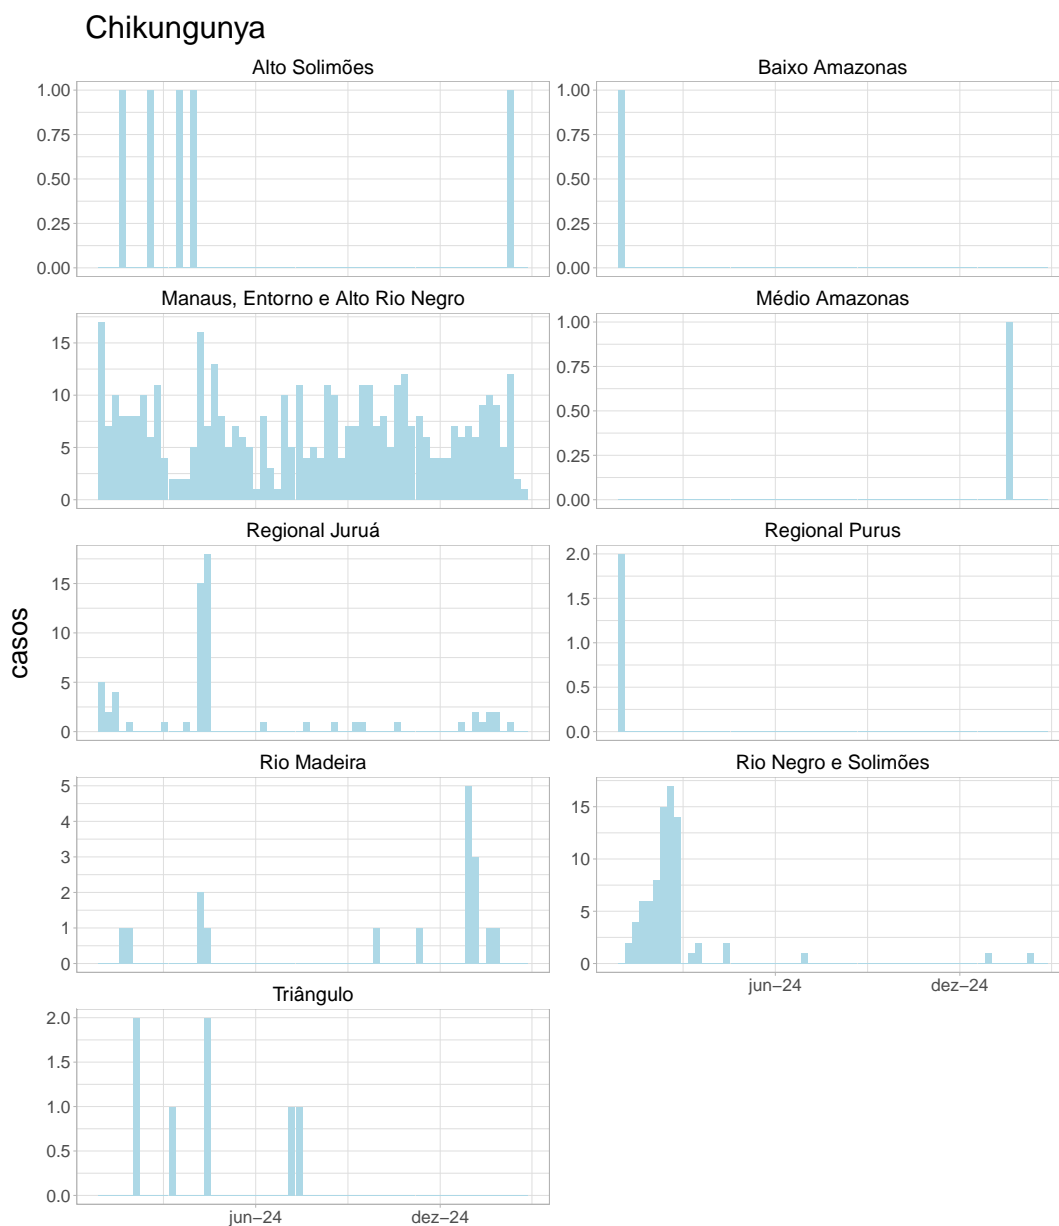 Chikungunya
Alto Solimões
Baixo Amazonas
1.00
0.75
0.50
0.25
0.00
1.00
0.75
0.50
0.25
0.00
Manaus, Entorno e Alto Rio Negro
Médio Amazonas
15
10
5
0
1.00
0.75
0.50
0.25
0.00
Regional Juruá
Regional Purus
15
10
5
0
2.0
1.5
1.0
0.5
0.0
casos
Rio Madeira
Rio Negro e Solimões
5
4
3
2
1
0
15
10
5
0
jun−24
dez−24
Triângulo
2.0
1.5
1.0
0.5
0.0
jun−24
dez−24